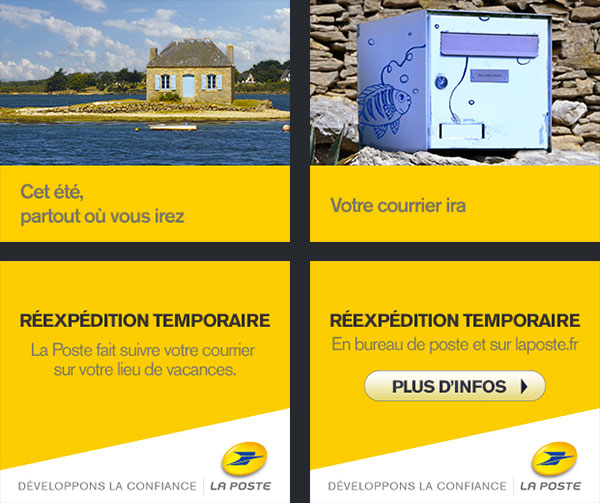 Cet été,
partout où vous irez
Votre courrier ira
RÉEXPÉDITION TEMPORAIRE
La Poste fait suivre votre courrier
sur votre lieu de vacances.
DÉVELOPPONS LA CONFIANCE
LA POSTE
RÉEXPÉDITION TEMPORAIRE
En bureau de poste et sur laposte.fr
PLUS D'INFOS
DÉVELOPPONS LA CONFIANCE
LA POSTE